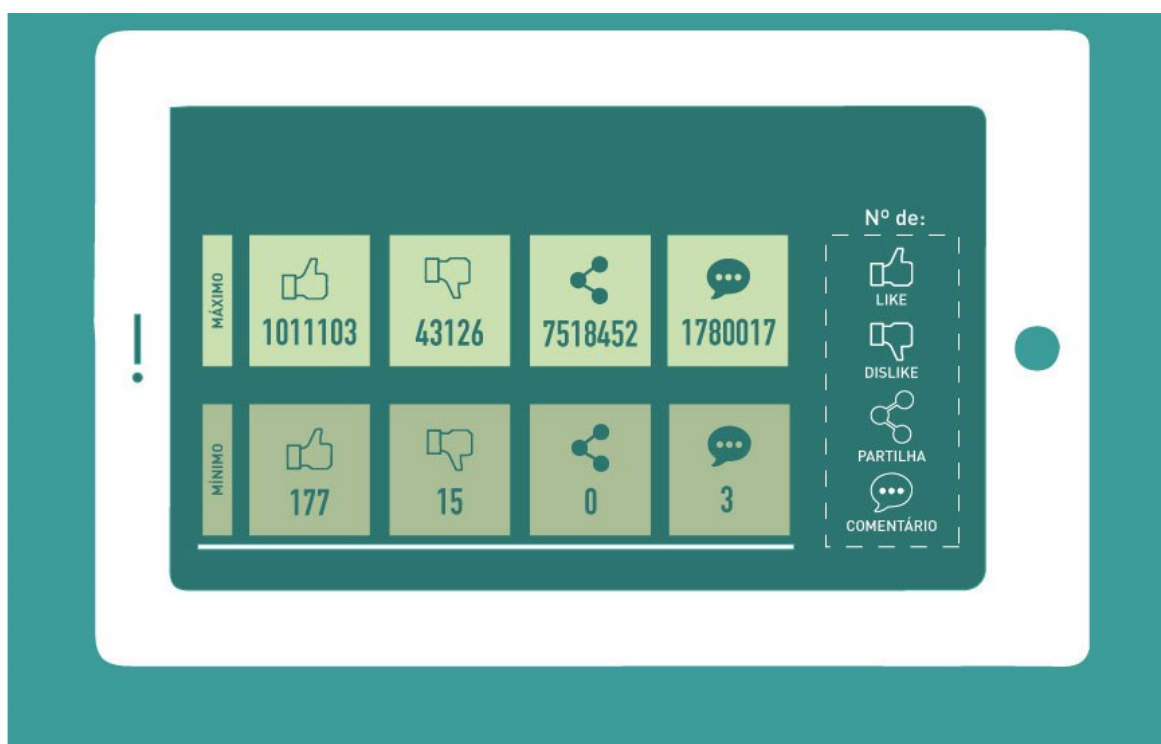 Nº de:
MÁXIMO
1011103
43126
7518452
1780017
LIKE
DISLIKE
MÍNIMO
177
15
0
3
PARTILHA
COMENTÁRIO